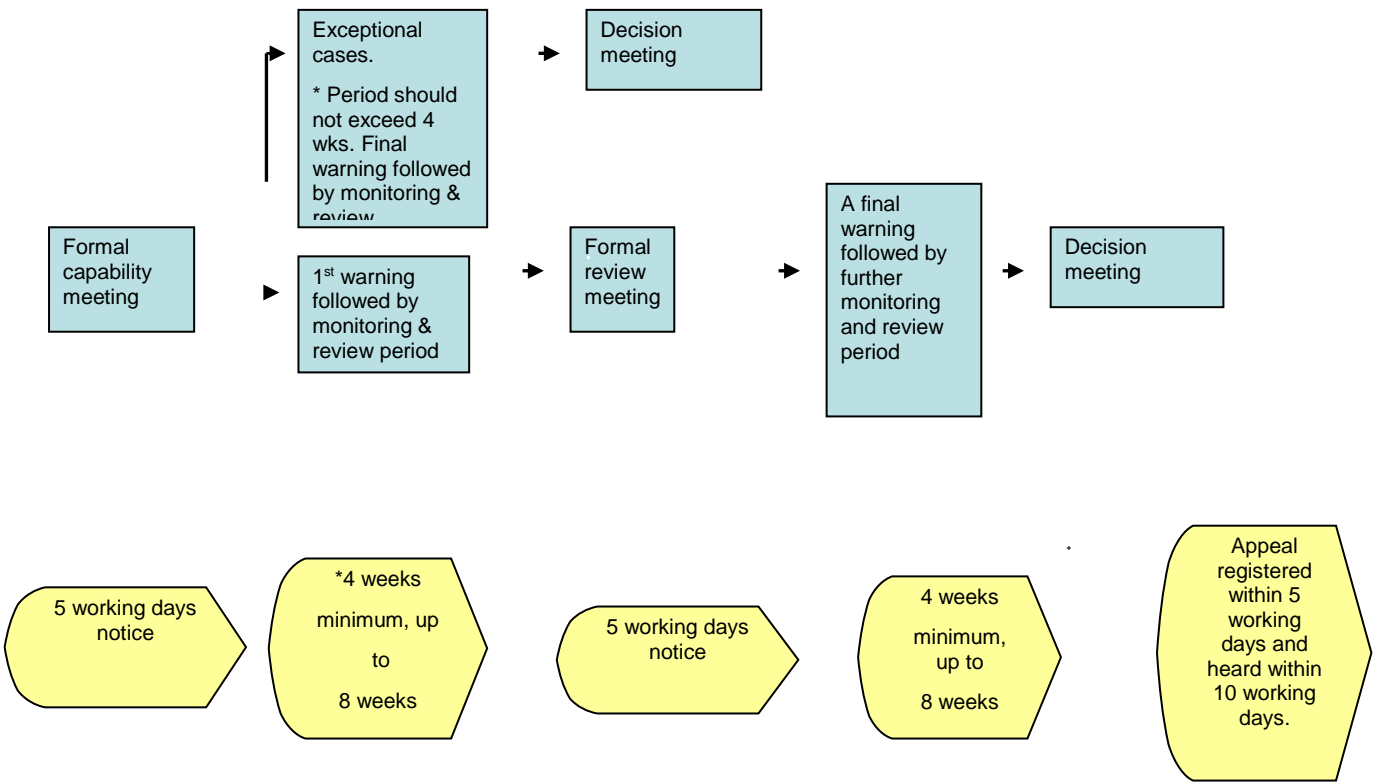 Exceptional
cases.
* Period should
not exceed 4
wks. Final
warning followed
by monitoring &
review
Decision
meeting
Formal
capability
meeting
1st warning
followed by
monitoring &
review period
Formal
review
meeting
A final
warning
followed by
further
monitoring
and review
period
Decision
meeting
5 working days
notice
*4 weeks
minimum, up
to
8 weeks
5 working days
notice
4 weeks
minimum,
up to
8 weeks
Appeal
registered
within 5
working
days and
heard within
10 working
days.